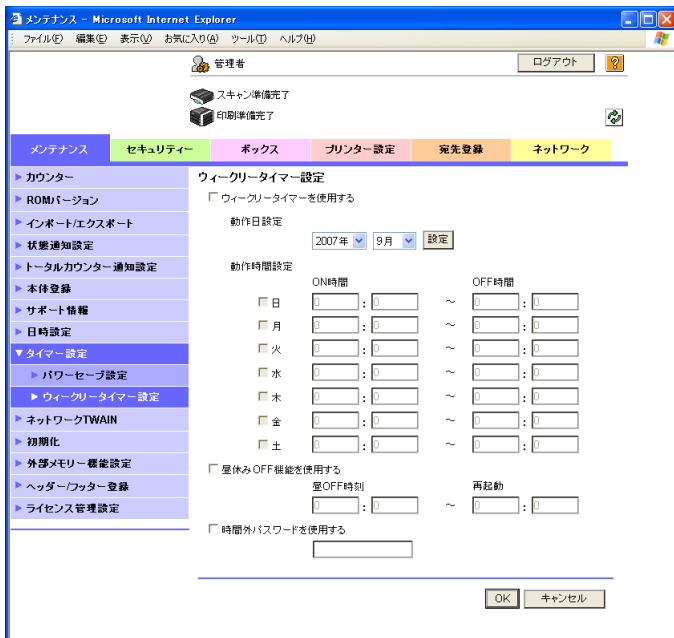 メンテナンス - Microsoft Internet Explorer
ファイル(F) 編集(E) 表示(V) お気に入り(A) ツール(T) ヘルプ(H)
管理者 ログアウト ?
スキャン準備完了
印刷準備完了
メンテナンス セキュリティー ボックス プリンター設定 宛先登録 ネットワーク
カウンター
ROMバージョン
インポート/エクスポート
状態通知設定
トータルカウンター通知設定
本体登録
サポート情報
日時設定
タイマー設定
パワーセーブ設定
ウィークリータイマー設定
ネットワークTWAIN
初期化
外部メモリー機能設定
ヘッダー/フッター登録
ライセンス管理設定
ウィークリータイマー設定
ウィークリータイマーを使用する
動作日設定
2007年 9月 設定
動作時間設定
ON時間 OFF時間
日 0 : 0 ~ 0 : 0
月 0 : 0 ~ 0 : 0
火 0 : 0 ~ 0 : 0
水 0 : 0 ~ 0 : 0
木 0 : 0 ~ 0 : 0
金 0 : 0 ~ 0 : 0
土 0 : 0 ~ 0 : 0
昼休みOFF機能を使用する
昼OFF時刻 再起動
0 : 0 ~ 0 : 0
時間外パスワードを使用する
OK キャンセル